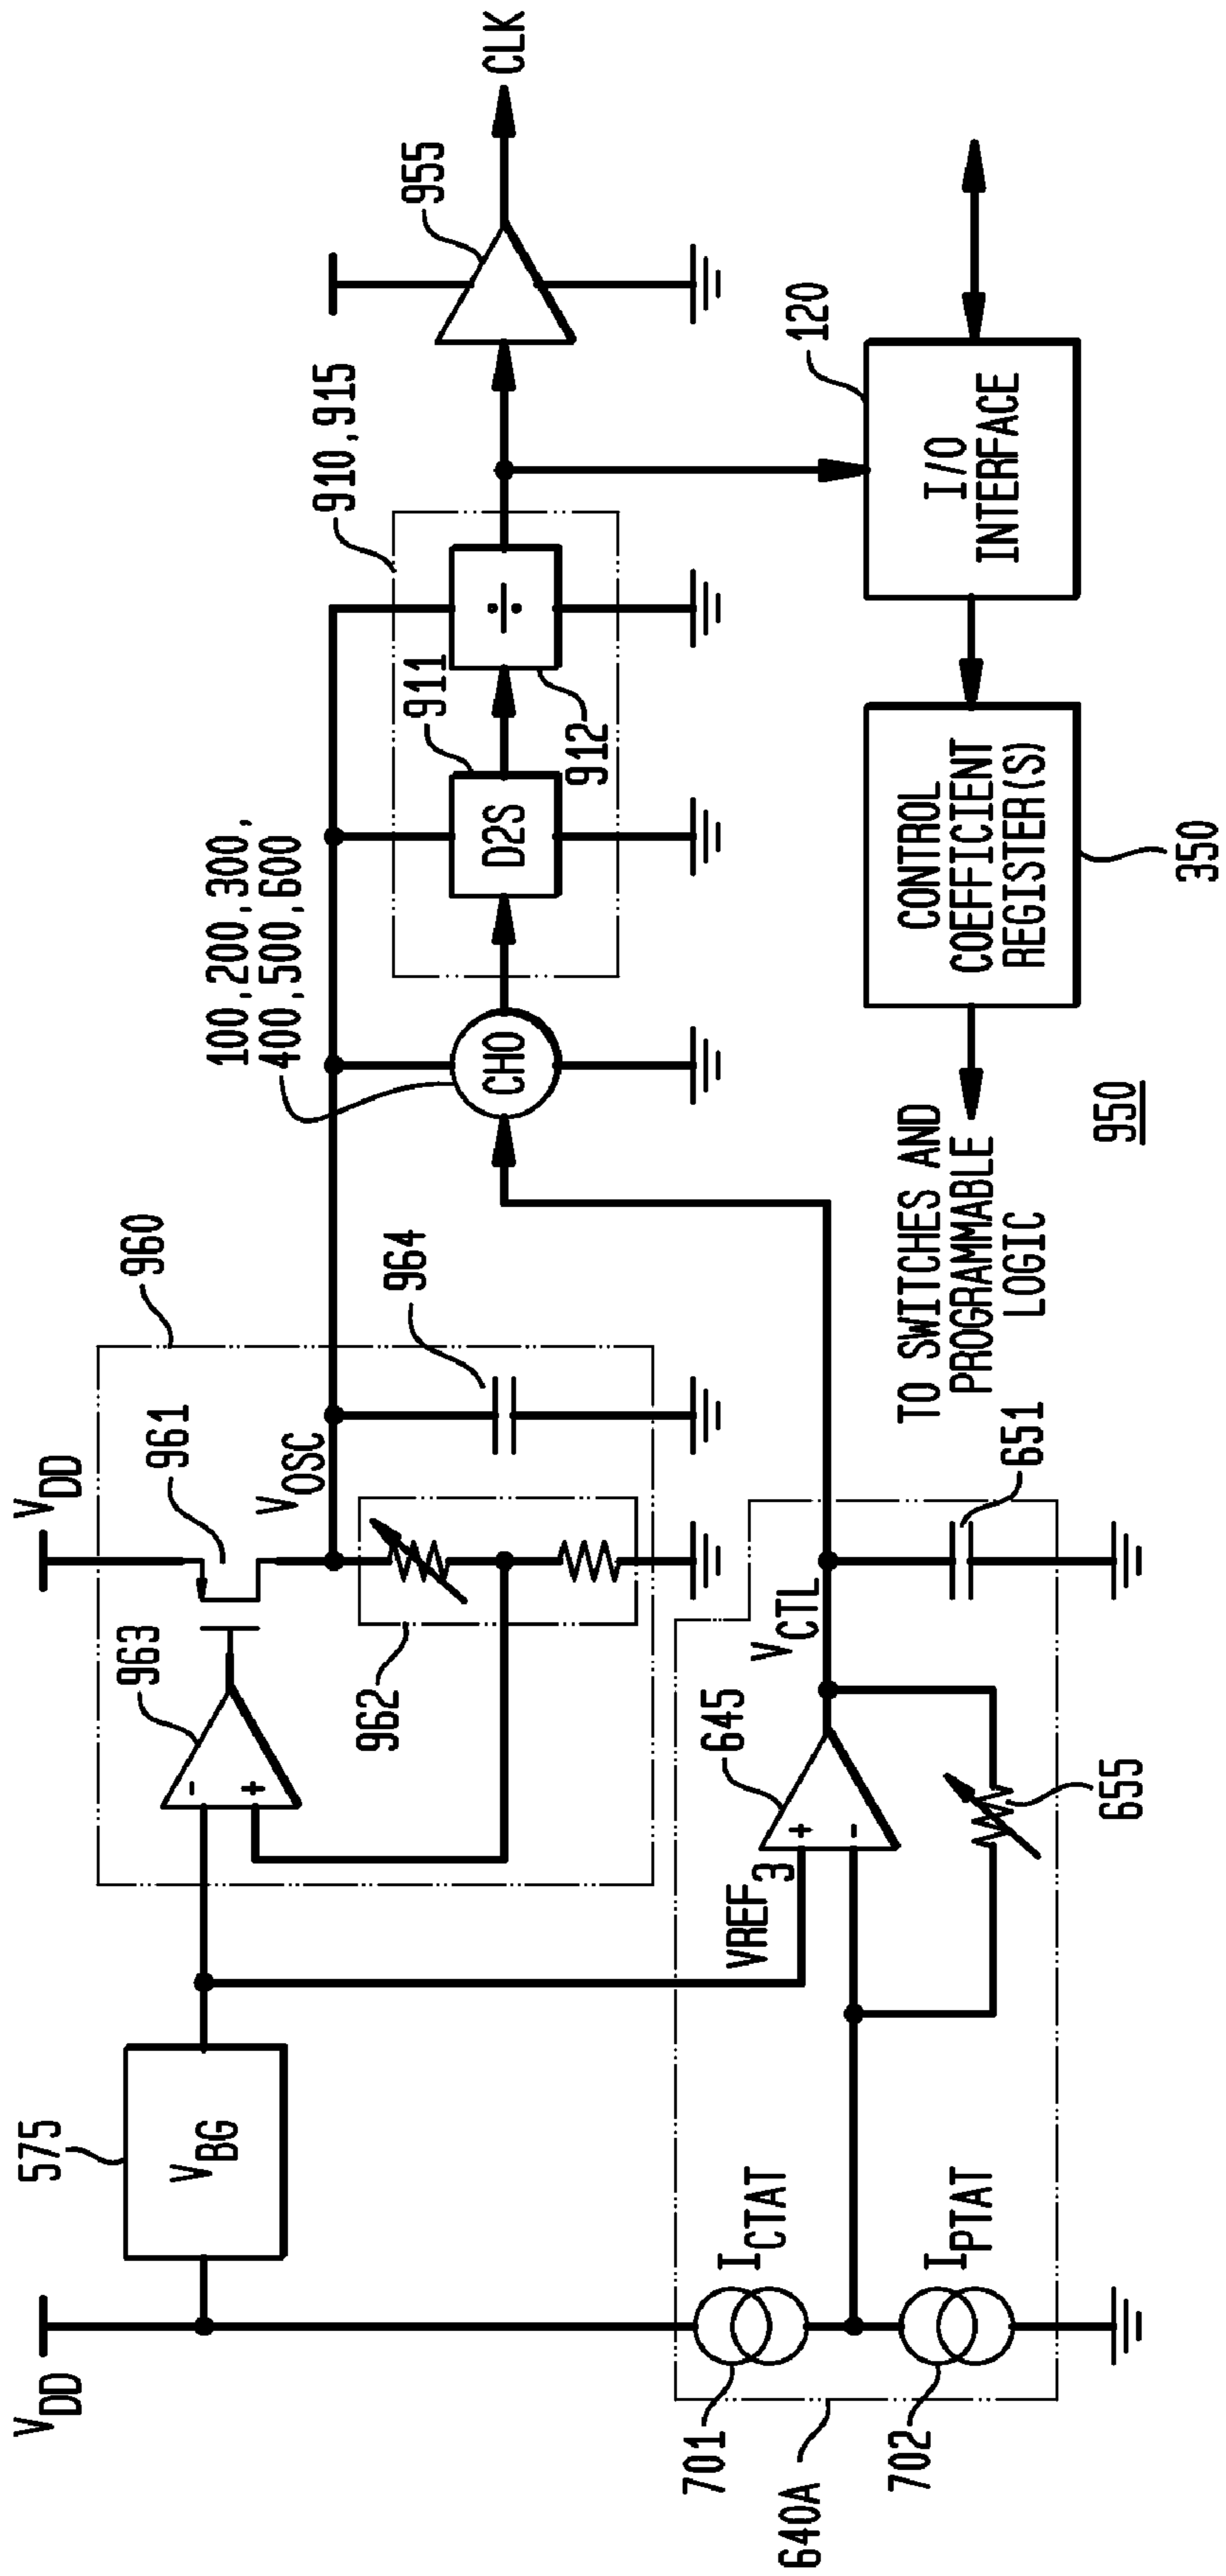 V_DD
575
V_BG
963
961
V_DD
960
V_OSC
962
964
100,200,300,
400,500,600
CHO
D2S
911
÷
912
910,915
955
CLK
701
I_CTAT
702
I_PTAT
640A
VREF_3
645
V_CTL
655
651
+
-
-
+
TO SWITCHES AND
PROGRAMMABLE
LOGIC
CONTROL
COEFFICIENT
REGISTER(S)
350
I/O
INTERFACE
120
950